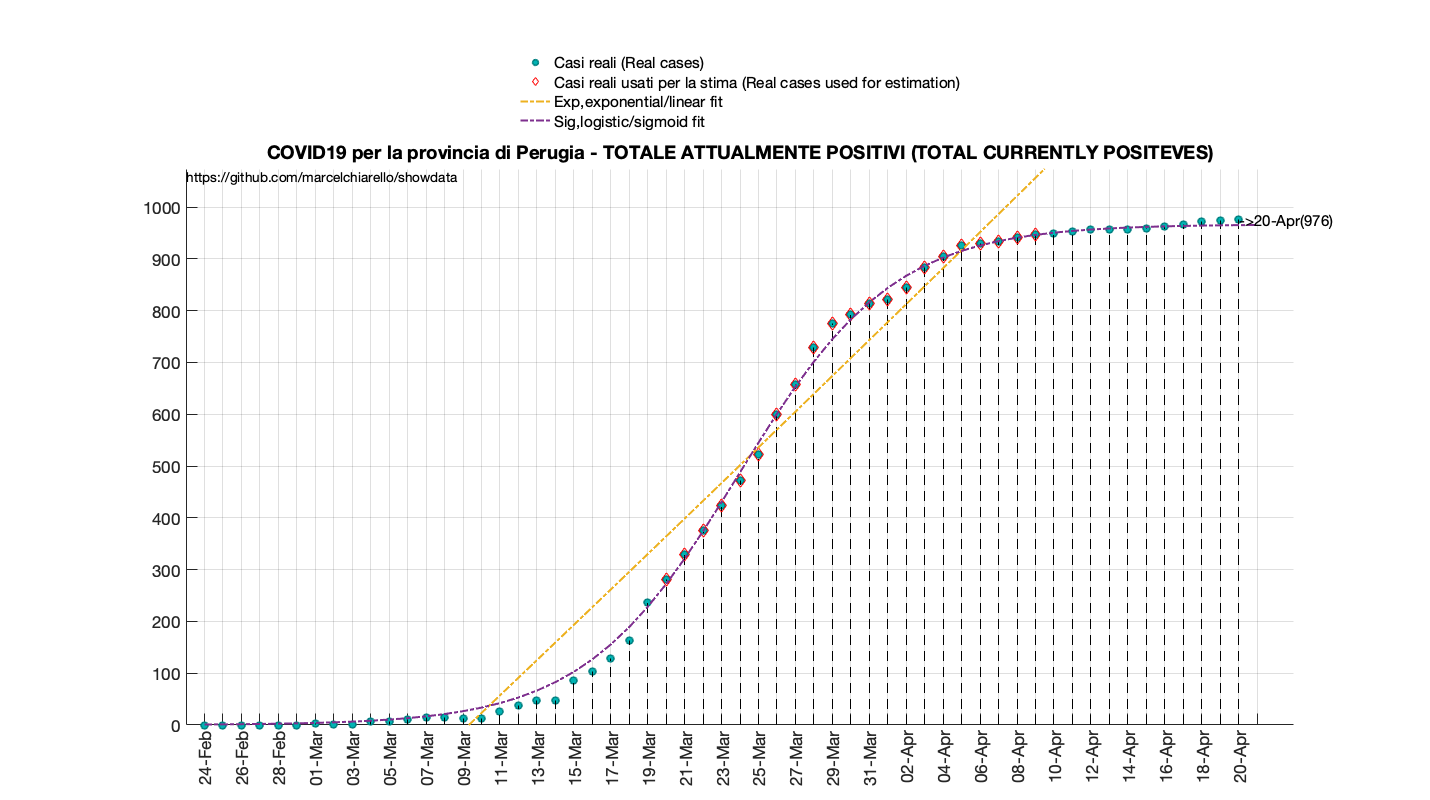 Casi reali (Real cases)
Casi reali usati per la stima (Real cases used for estimation)
Exp,exponential/linear fit
Sig,logistic/sigmoid fit
COVID19 per la provincia di Perugia - TOTALE ATTUALMENTE POSITIVI (TOTAL CURRENTLY POSITEVES)
https://github.com/marcelchiarello/showdata
1000
900
800
700
600
500
400
300
200
100
0
->20-Apr(976)
24-Feb
26-Feb
28-Feb
01-Mar
03-Mar
05-Mar
07-Mar
09-Mar
11-Mar
13-Mar
15-Mar
17-Mar
19-Mar
21-Mar
23-Mar
25-Mar
27-Mar
29-Mar
31-Mar
02-Apr
04-Apr
06-Apr
08-Apr
10-Apr
12-Apr
14-Apr
16-Apr
18-Apr
20-Apr